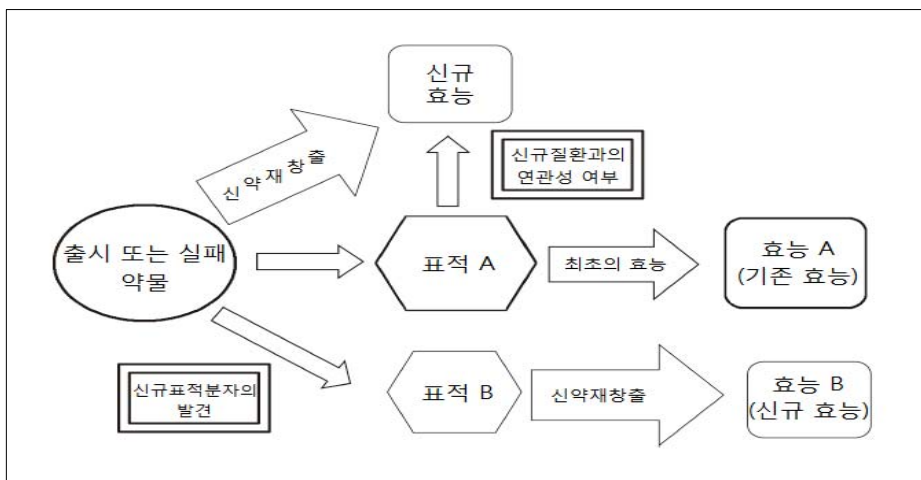 신규
효능
신약재창출
신규질환과의
연관성 여부
출시 또는 실패
약물
표적 A
최초의 효능
효능 A
(기존 효능)
신규표적분자의
발견
표적 B
신약재창출
효능 B
(신규 효능)